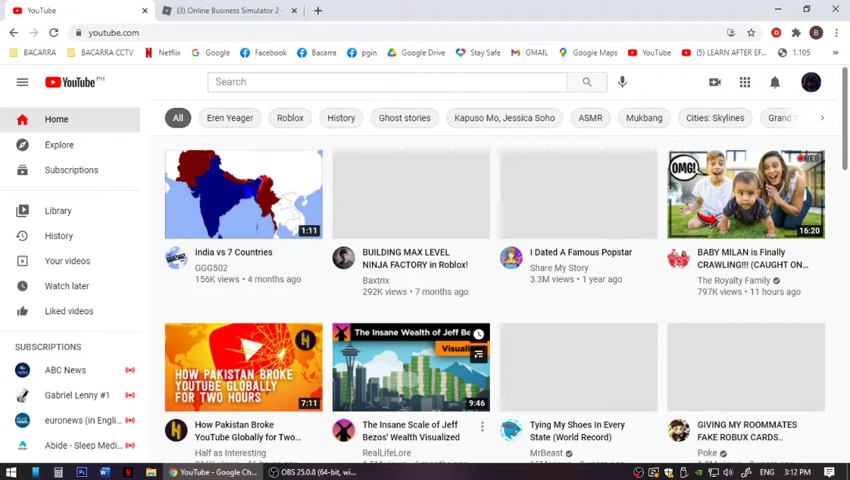 YouTube
(3) Online Business Simulator 2 -
youtube.com
BACARRA
BACARRA CCTV
Netflix
Google
Facebook
Bacarra
pgin
Google Drive
Stay Safe
GMAIL
Google Maps
YouTube
(5) LEARN AFTER EF...
1.105
YouTube PH
Search
All
Eren Yeager
Roblox
History
Ghost stories
Kapuso Mo, Jessica Soho
ASMR
Mukbang
Cities: Skylines
Grand T
Home
Explore
Subscriptions
Library
History
Your videos
Watch later
Liked videos
SUBSCRIPTIONS
ABC News
Gabriel Lenny #1
euronews (in Engli...
Abide - Sleep Medi...
1:11
India vs 7 Countries
GGG502
156K views • 4 months ago
BUILDING MAX LEVEL
NINJA FACTORY in Roblox!
Baxtrix
292K views • 7 months ago
I Dated A Famous Popstar
Share My Story
3.3M views • 1 year ago
OMG!
REC
16:20
BABY MILAN is Finally
CRAWLING!!! (CAUGHT ON...
The Royalty Family
797K views • 11 hours ago
HOW PAKISTAN BROKE
YOUTUBE GLOBALLY
FOR TWO HOURS
7:11
How Pakistan Broke
YouTube Globally for Two...
Half as Interesting
The Insane Wealth of Jeff Be
Visualiz
9:46
The Insane Scale of Jeff
Bezos' Wealth Visualized
RealLifeLore
Tying My Shoes In Every
State (World Record)
MrBeast
GIVING MY ROOMMATES
FAKE ROBUX CARDS..
Poke
YouTube - Google Ch...
OBS 25.0.8 (64-bit, wi...
ENG
3:12 PM